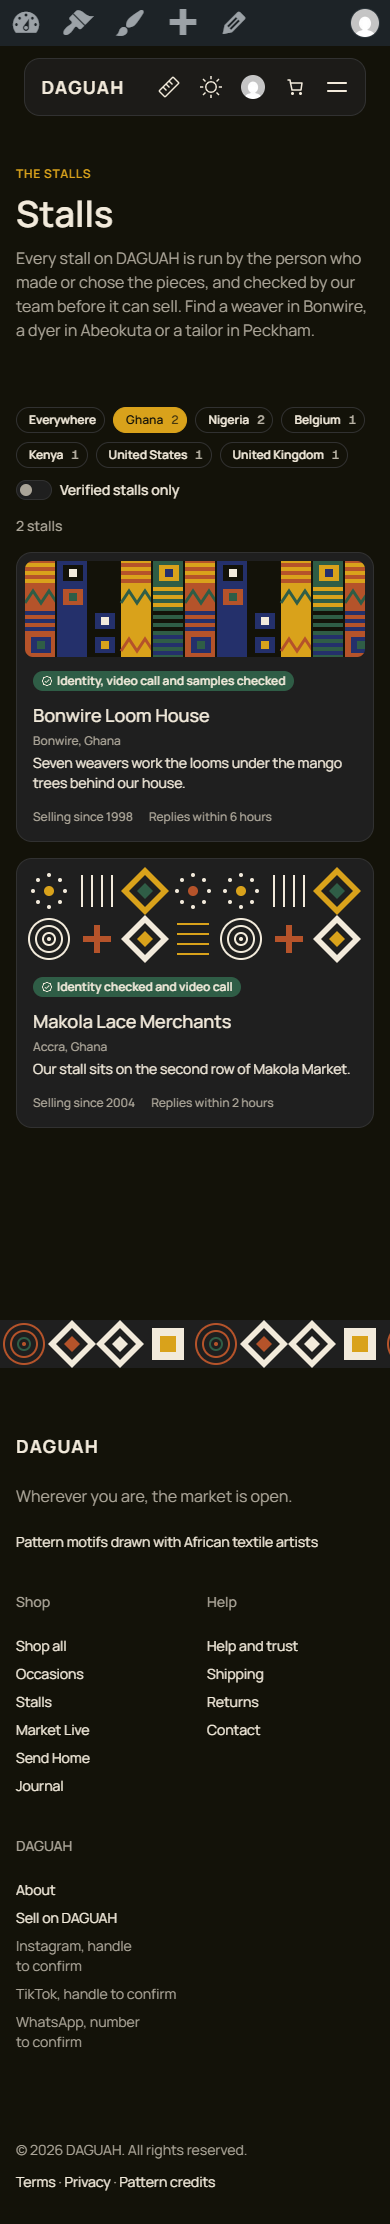 DAGUAH
THE STALLS
Stalls
Every stall on DAGUAH is run by the person who
made or chose the pieces, and checked by our
team before it can sell. Find a weaver in Bonwire,
a dyer in Abeokuta or a tailor in Peckham.
Everywhere Ghana 2 Nigeria 2 Belgium 1
Kenya 1 United States 1 United Kingdom 1
Verified stalls only
2 stalls
Identity, video call and samples checked
Bonwire Loom House
Bonwire, Ghana
Seven weavers work the looms under the mango
trees behind our house.
Selling since 1998 Replies within 6 hours
Identity checked and video call
Makola Lace Merchants
Accra, Ghana
Our stall sits on the second row of Makola Market.
Selling since 2004 Replies within 2 hours
DAGUAH
Wherever you are, the market is open.
Pattern motifs drawn with African textile artists
Shop
Shop all
Occasions
Stalls
Market Live
Send Home
Journal
Help
Help and trust
Shipping
Returns
Contact
DAGUAH
About
Sell on DAGUAH
Instagram, handle
to confirm
TikTok, handle to confirm
WhatsApp, number
to confirm
© 2026 DAGUAH. All rights reserved.
Terms · Privacy · Pattern credits